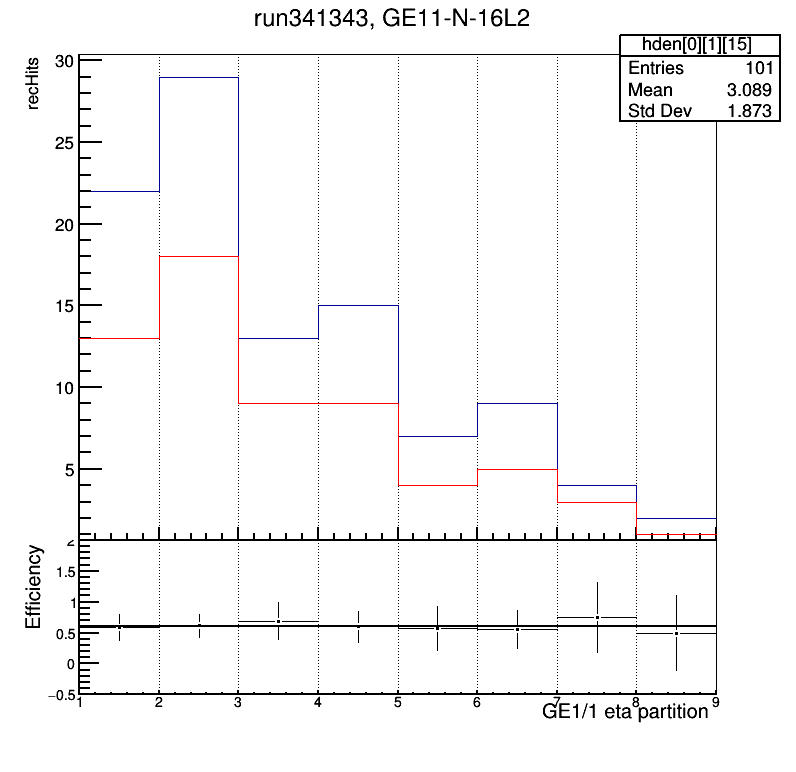 run341343, GE11-N-16L2
hden[0][1][15]
Entries 101
Mean 3.089
Std Dev 1.873
recHits
30
25
20
15
10
5
Efficiency
2
1.5
1
0.5
0
−0.5
1 2 3 4 5 6 7 8 9
GE1/1 eta partition